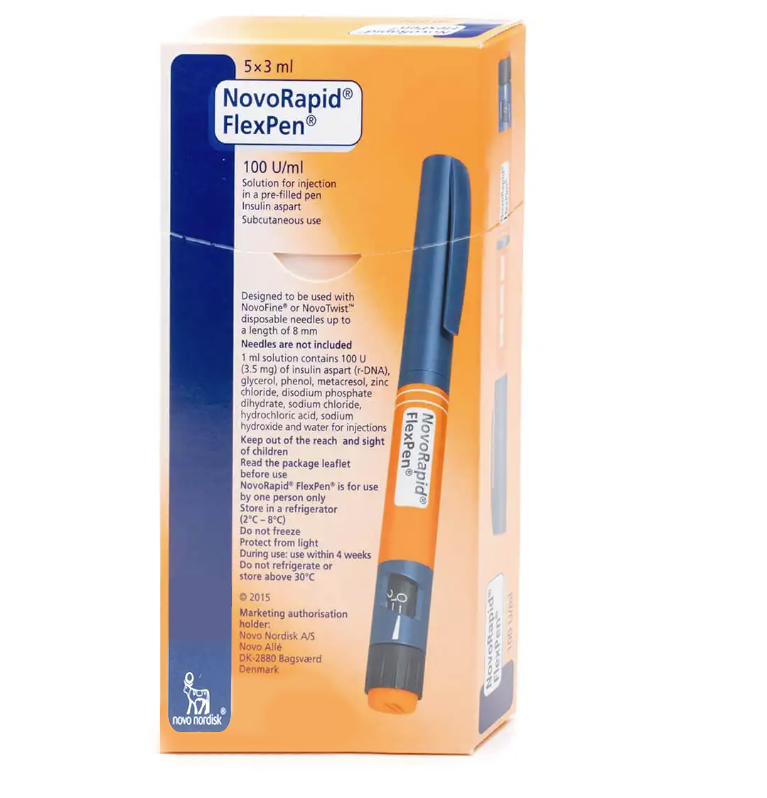 5×3 ml
NovoRapid®
FlexPen®
100 U/ml
Solution for injection
in a pre-filled pen
Insulin aspart
Subcutaneous use
Designed to be used with
NovoFine® or NovoTwist™
disposable needles up to
a length of 8 mm
Needles are not included
1 ml solution contains 100 U
(3.5 mg) of insulin aspart (r-DNA),
glycerol, phenol, metacresol, zinc
chloride, disodium phosphate
dihydrate, sodium chloride,
hydrochloric acid, sodium
hydroxide and water for injections
Keep out of the reach and sight
of children
Read the package leaflet
before use
NovoRapid® FlexPen® is for use
by one person only
Store in a refrigerator
(2°C – 8°C)
Do not freeze
Protect from light
During use: use within 4 weeks
Do not refrigerate or
store above 30°C
© 2015
Marketing authorisation
holder:
Novo Nordisk A/S
Novo Allé
DK-2880 Bagsværd
Denmark
novo nordisk®
NovoRapid®
FlexPen®
NovoRapid®
FlexPen®
NovoRapid®
FlexPen®
100 U/ml
NovoRapid®
FlexPen®